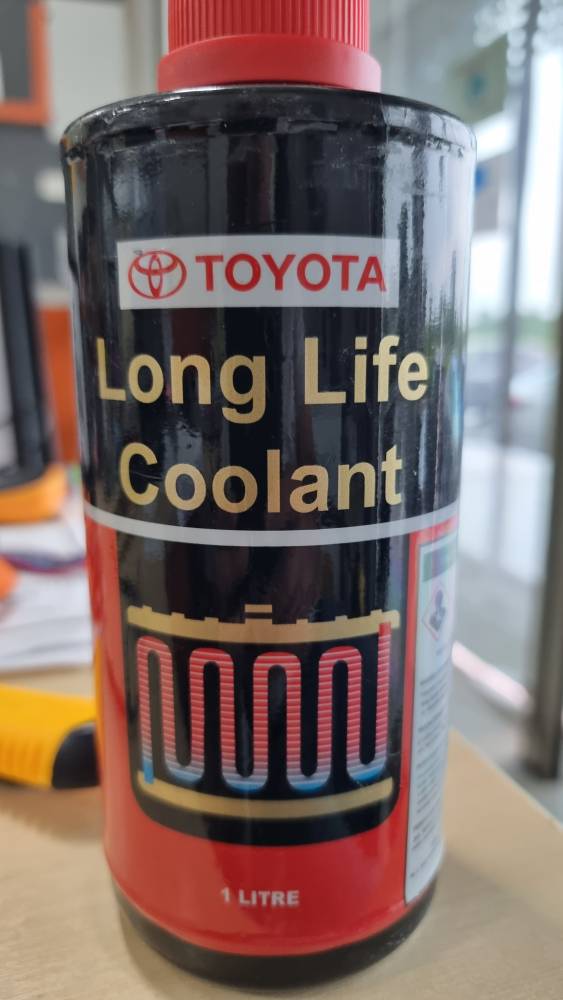 TOYOTA
Long Life
Coolant
1 LITRE